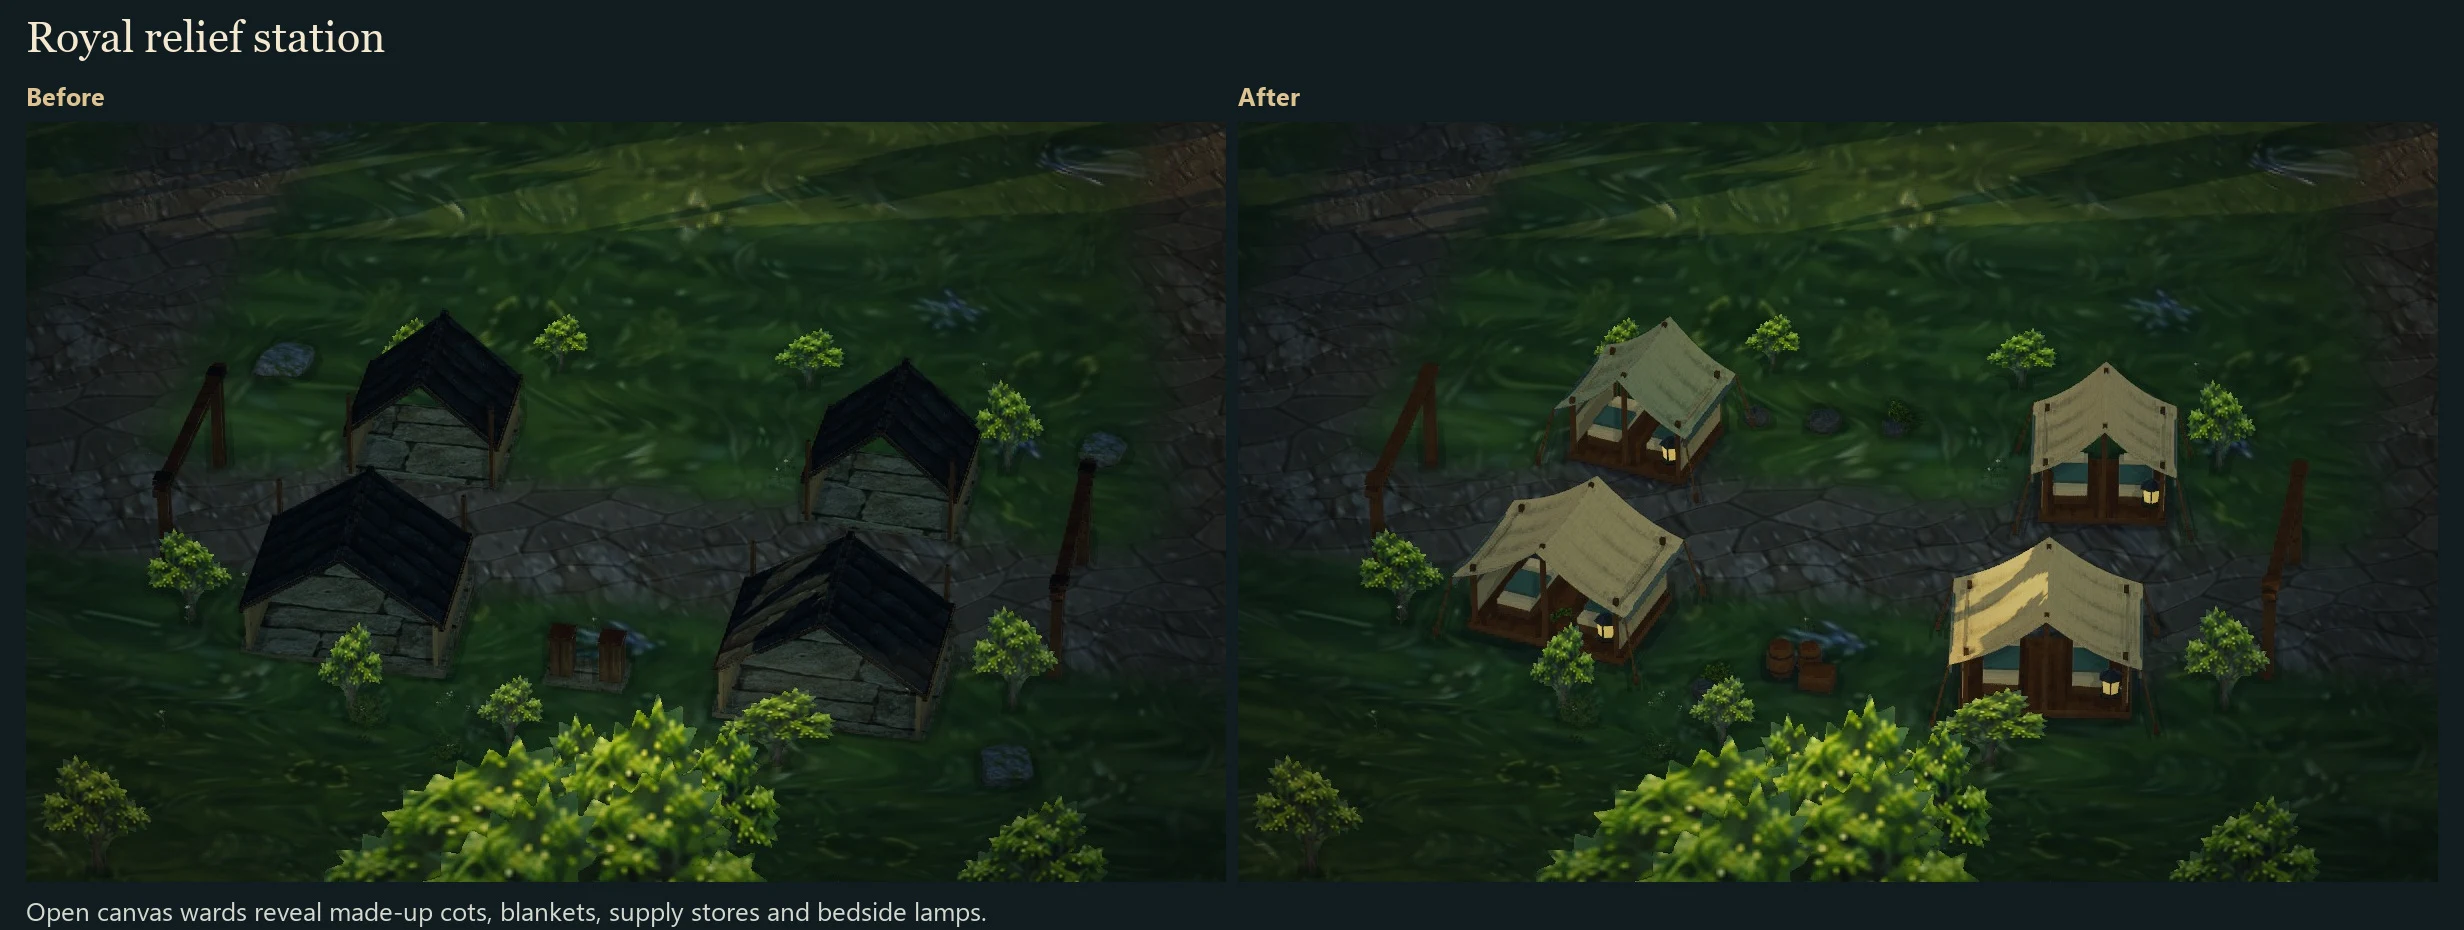 Royal relief station
Before
After
Open canvas wards reveal made-up cots, blankets, supply stores and bedside lamps.